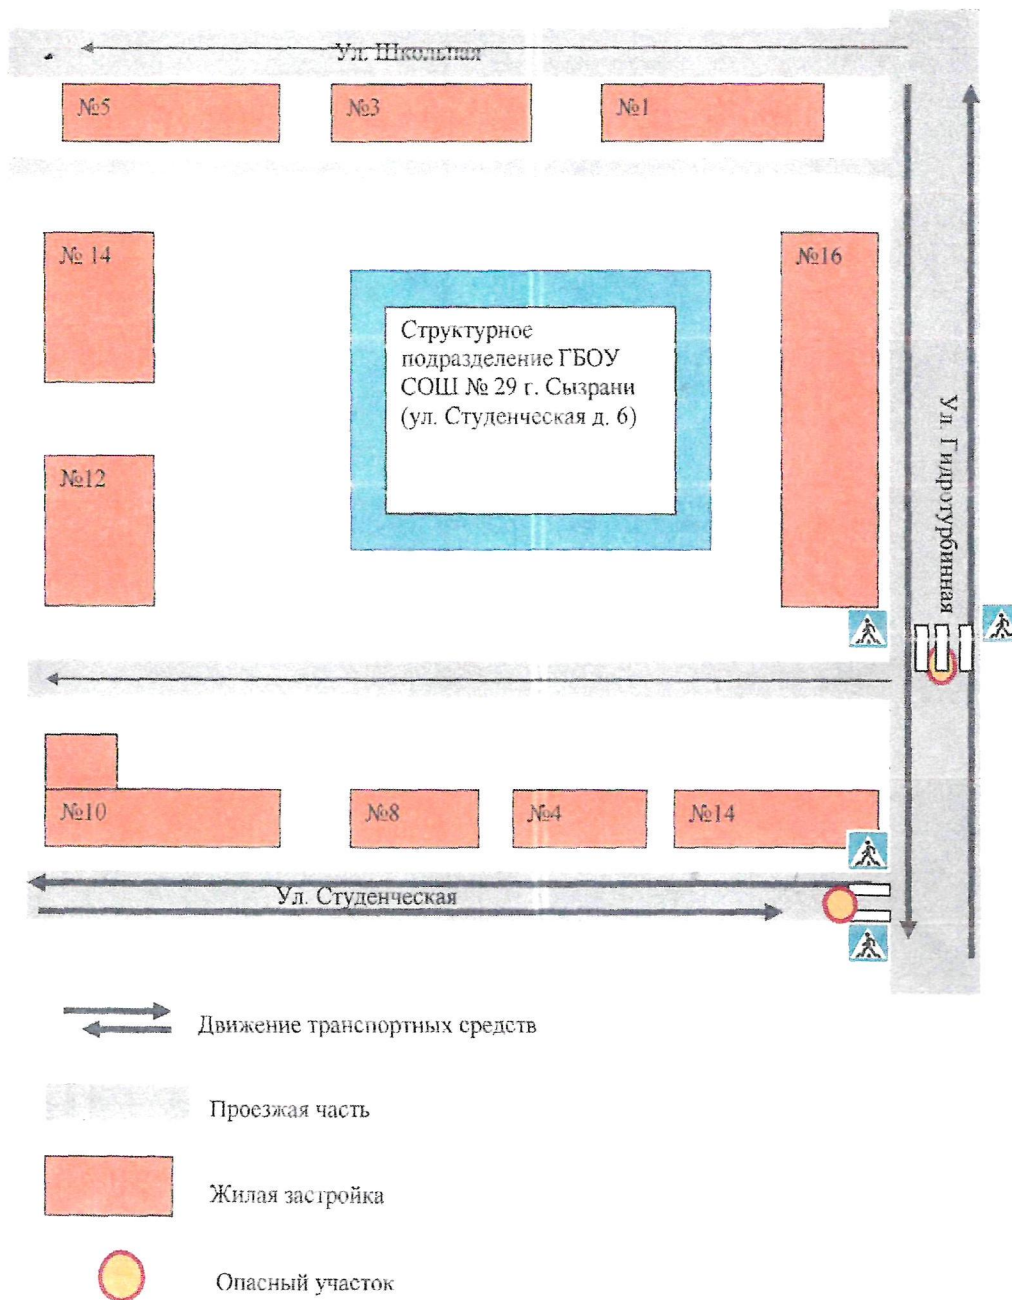 Ул. Школьная
№5
№3
№1
№ 14
№16
Структурное
подразделение ГБОУ
СОШ № 29 г. Сызрани
(ул. Студенческая д. 6)
№12
Ул. Гидротурбинная
№10
№8
№4
№14
Ул. Студенческая
Движение транспортных средств
Проезжая часть
Жилая застройка
Опасный участок